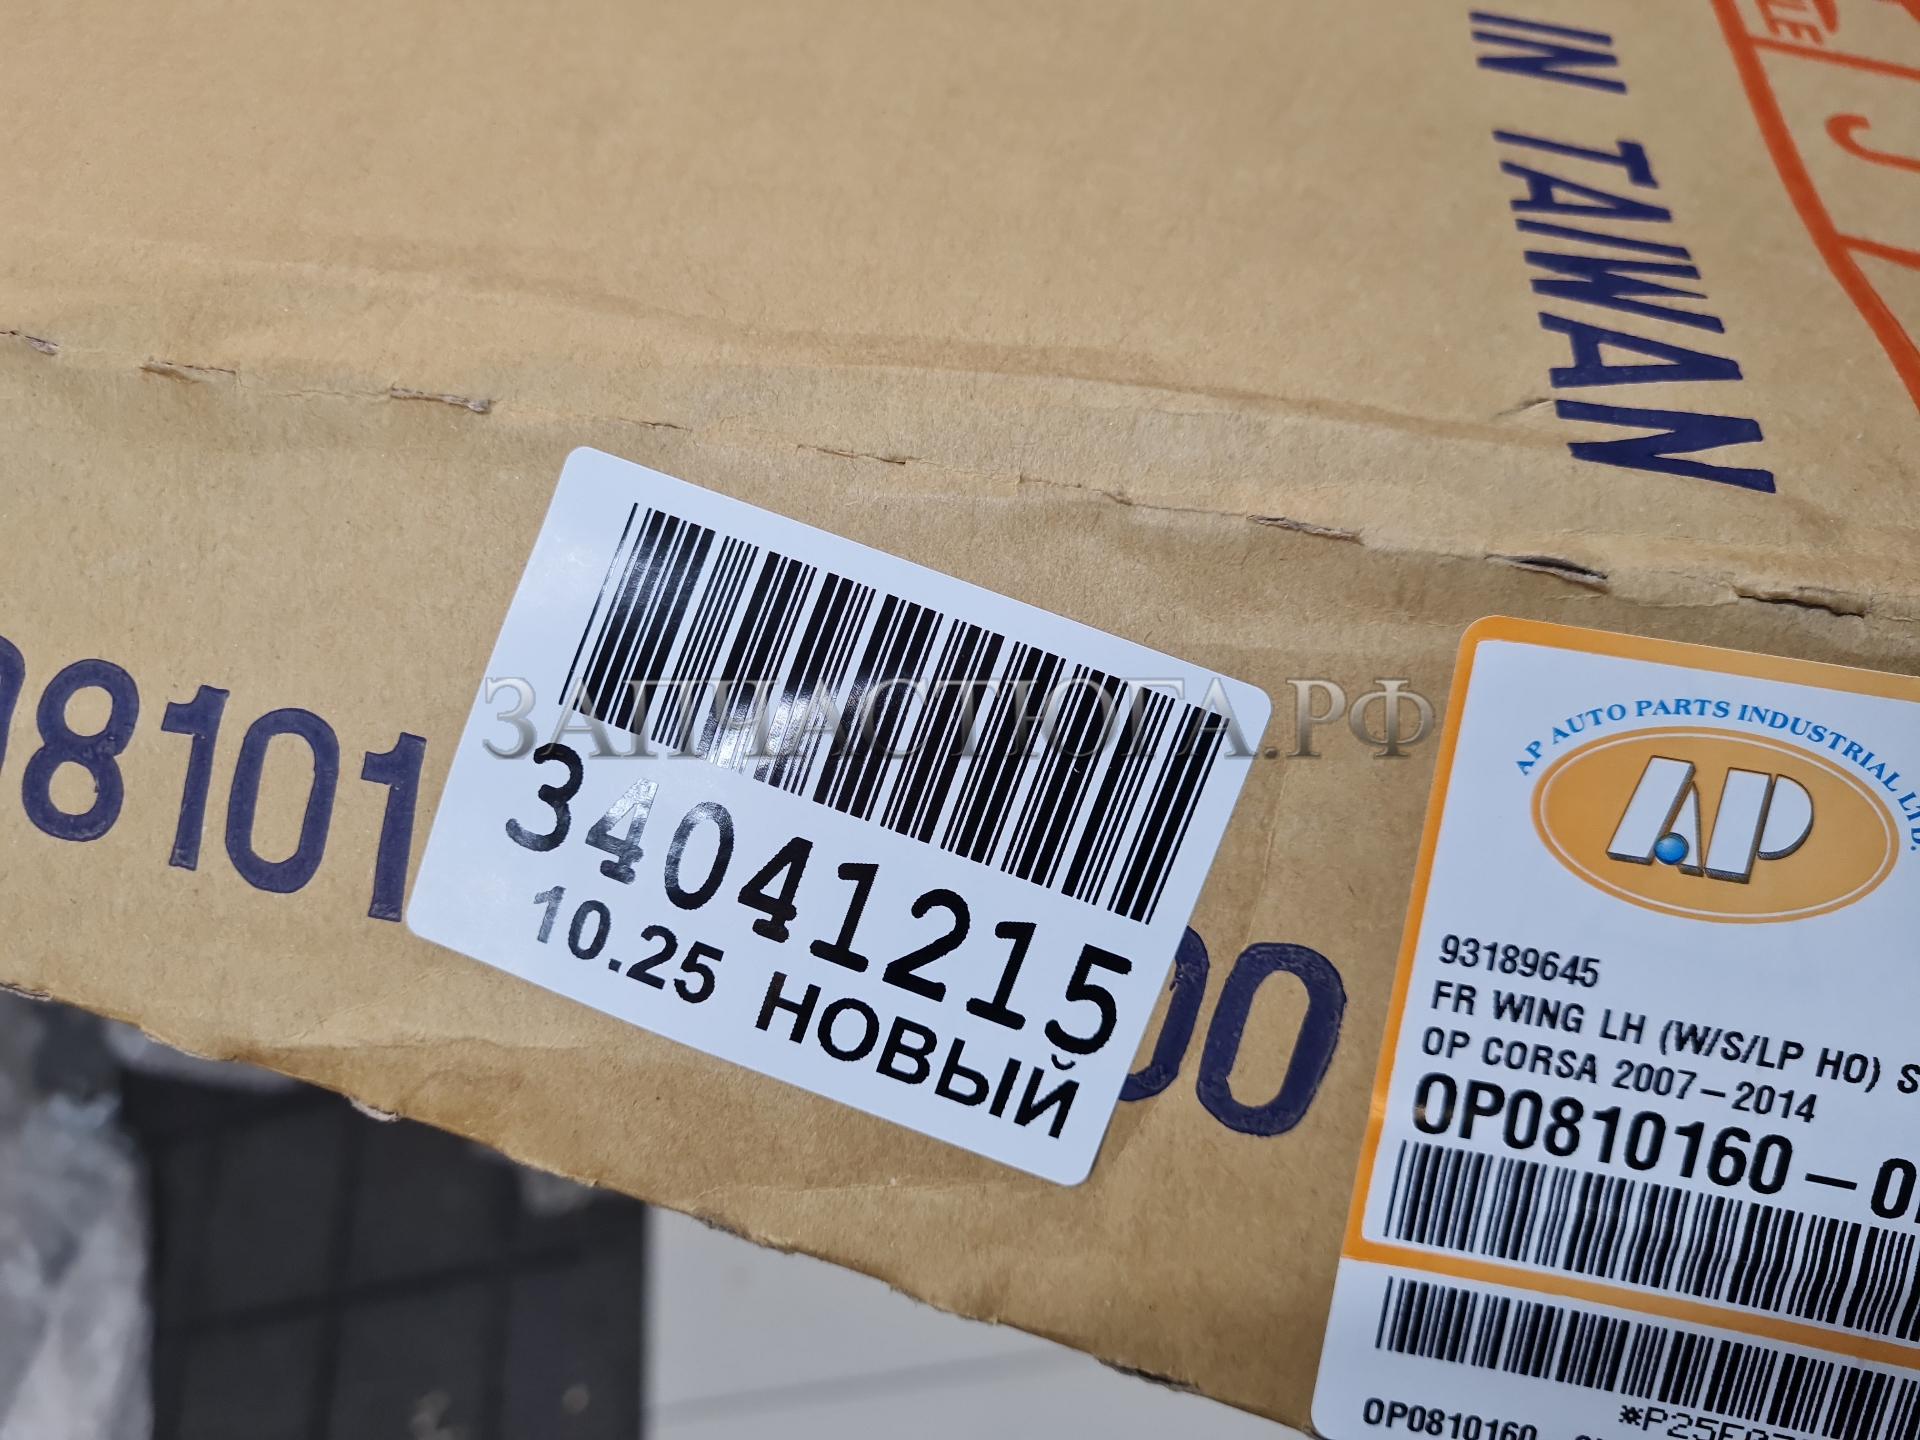 IN TAIWAN
ЗАПЧАСТЮГА.РФ
34041215
10.25 НОВЫЙ
08101
00
AP AUTO PARTS INDUSTRIAL LTD.
AP
93189645
FR WING LH (W/S/LP HO) S
OP CORSA 2007-2014
OP0810160-0
OP0810160